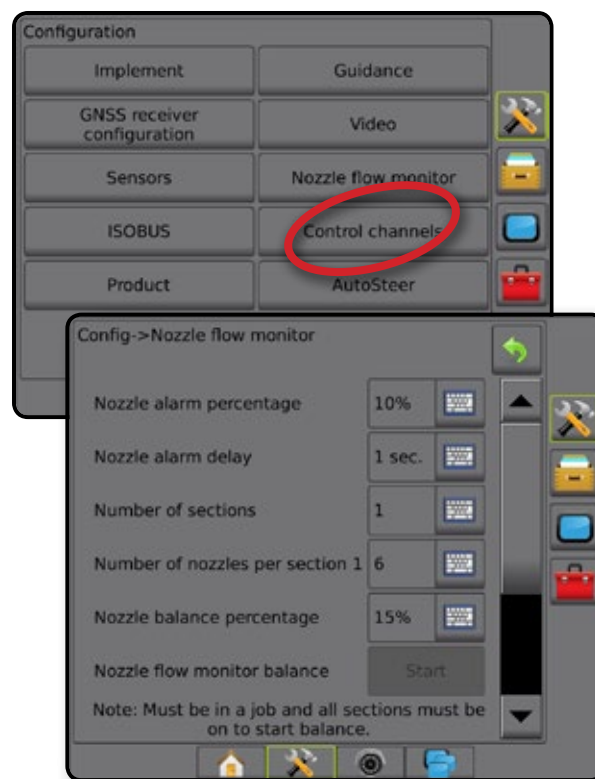 Configuration
Implement
Guidance
GNSS receiver
configuration
Video
Sensors
Nozzle flow monitor
ISOBUS
Control channels
Product
AutoSteer
Config->Nozzle flow monitor
Nozzle alarm percentage 10%
Nozzle alarm delay 1 sec.
Number of sections 1
Number of nozzles per section 1 6
Nozzle balance percentage 15%
Nozzle flow monitor balance Start
Note: Must be in a job and all sections must be
on to start balance.